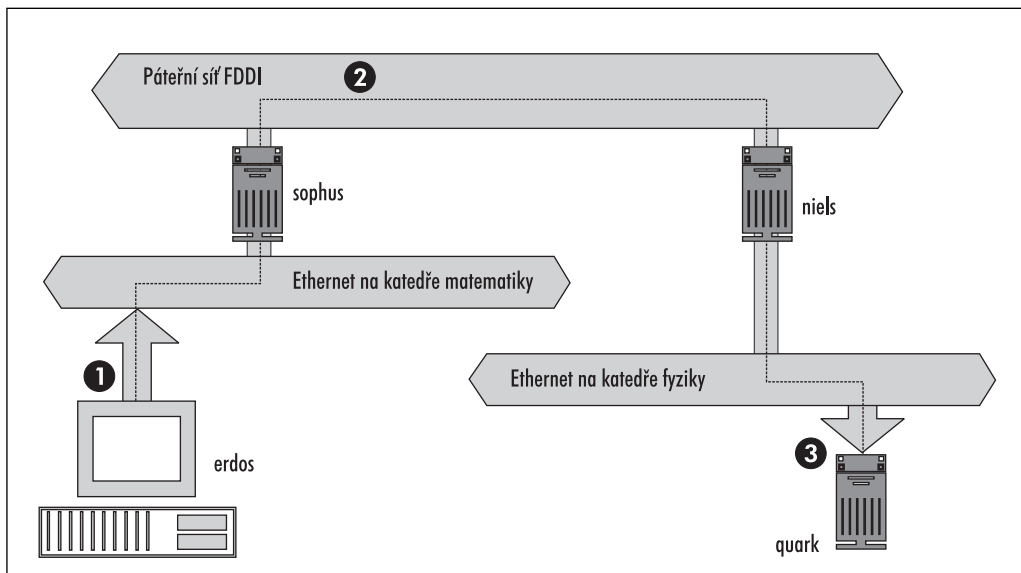 Páteřní síť FDDI
2
sophus
niels
Ethernet na katedře matematiky
1
Ethernet na katedře fyziky
erdos
3
quark